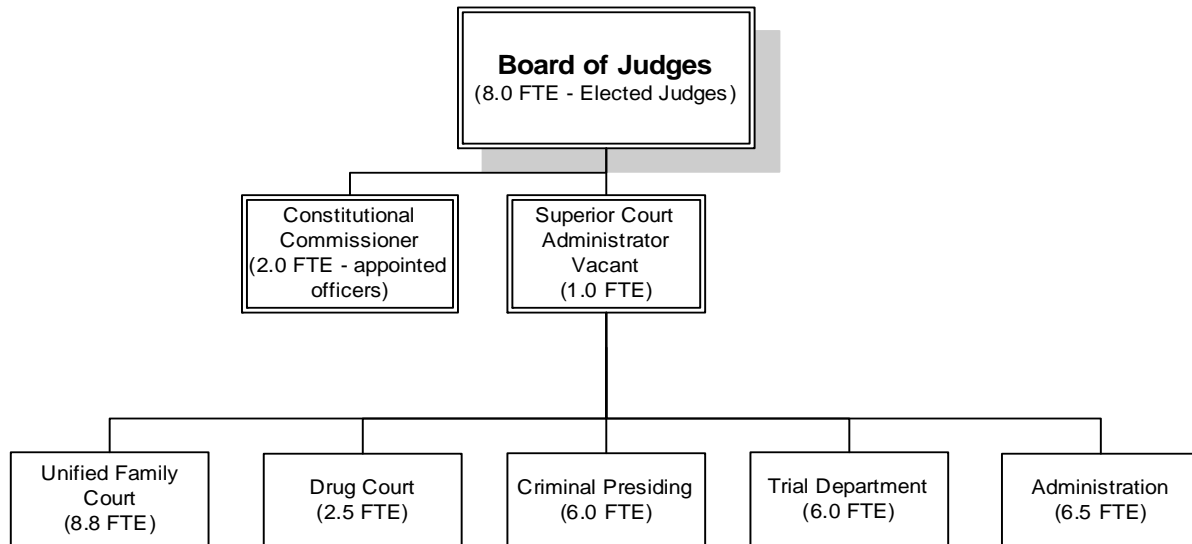 Board of Judges
(8.0 FTE - Elected Judges)
Constitutional
Commissioner
(2.0 FTE - appointed
officers)
Superior Court
Administrator
Vacant
(1.0 FTE)
Unified Family
Court
(8.8 FTE)
Drug Court
(2.5 FTE)
Criminal Presiding
(6.0 FTE)
Trial Department
(6.0 FTE)
Administration
(6.5 FTE)